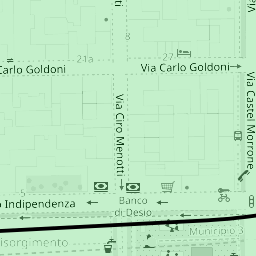 8
21a
27
Carlo Goldoni
Via Carlo Goldoni
Via Ciro Menotti
Via Castel Morrone
5
Indipendenza
Banco
di Desio
Municipio 3